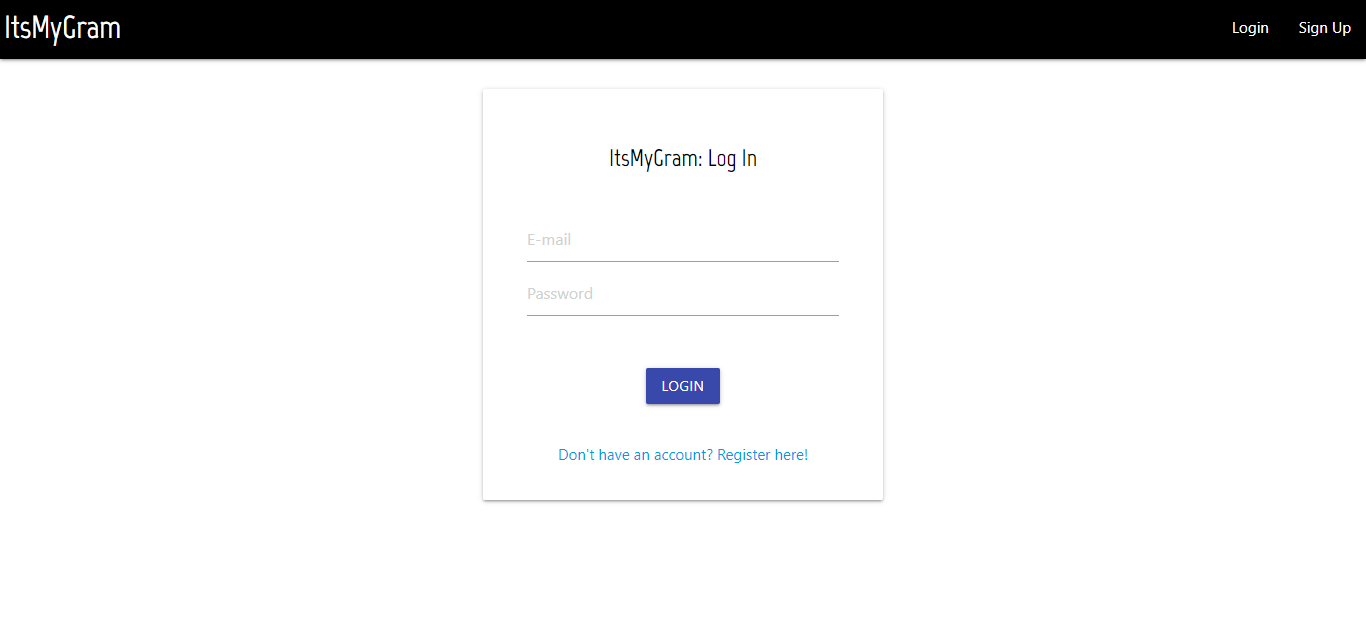 ItsMyGram
Login
Sign Up
ItsMyGram: Log In
E-mail
Password
LOGIN
Don't have an account? Register here!